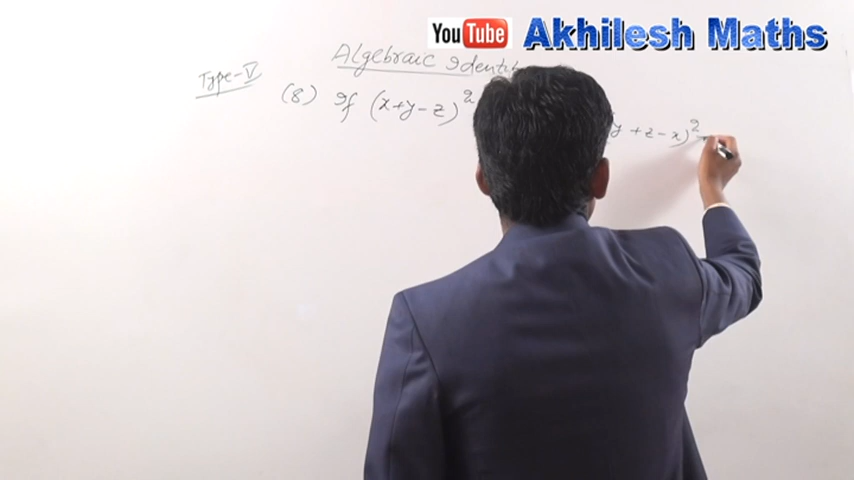 YouTube Akhilesh Maths
Algebraic
Type-V
(8) If (x+y-z)² y+z-x)²